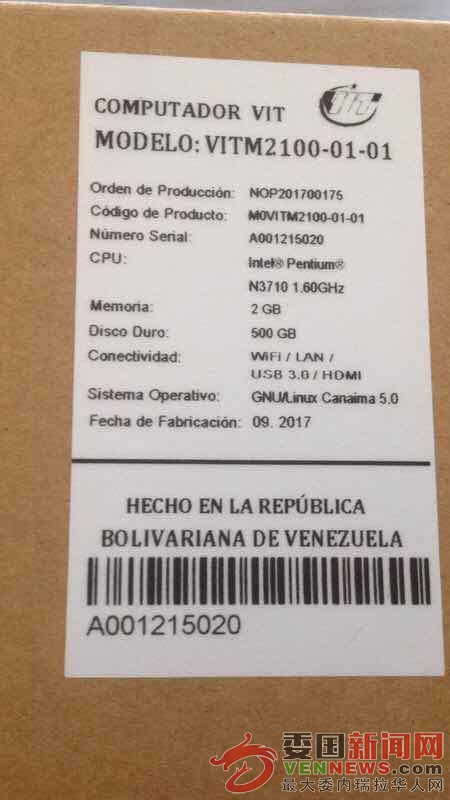 COMPUTADOR VIT
vit
MODELO: VITM2100-01-01
Orden de Producción: NOP201700175
Código de Producto: M0VITM2100-01-01
Número Serial: A001215020
CPU: Intel® Pentium®
N3710 1.60GHz
Memoria: 2 GB
Disco Duro: 500 GB
Conectividad: WiFi / LAN /
USB 3.0 / HDMI
Sistema Operativo: GNU/Linux Canaima 5.0
Fecha de Fabricación: 09. 2017
HECHO EN LA REPÚBLICA
BOLIVARIANA DE VENEZUELA
A001215020
委国新闻网
VENNEWS.COM
最大委内瑞拉华人网